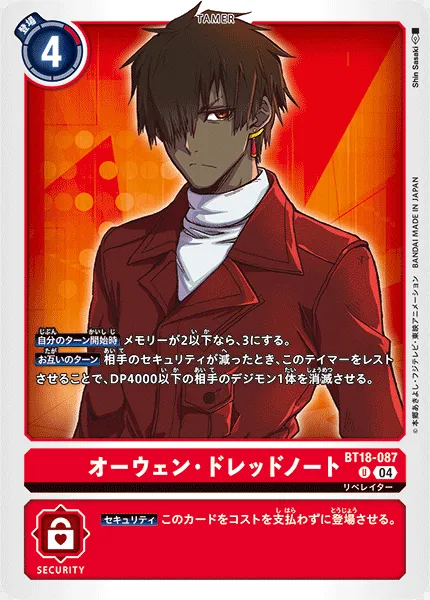 TAMER
登場
4
Shin Sasaki
© 本郷あきよし・フジテレビ・東映アニメーション BANDAI MADE IN JAPAN
自分のターン開始時 メモリーが2以下なら、3にする。
お互いのターン 相手のセキュリティが減ったとき、このテイマーをレスト
させることで、DP4000以下の相手のデジモン1体を消滅させる。
BT18-087
オーウェン・ドレッドノート
U 04
リベレイター
セキュリティ このカードをコストを支払わずに登場させる。
SECURITY